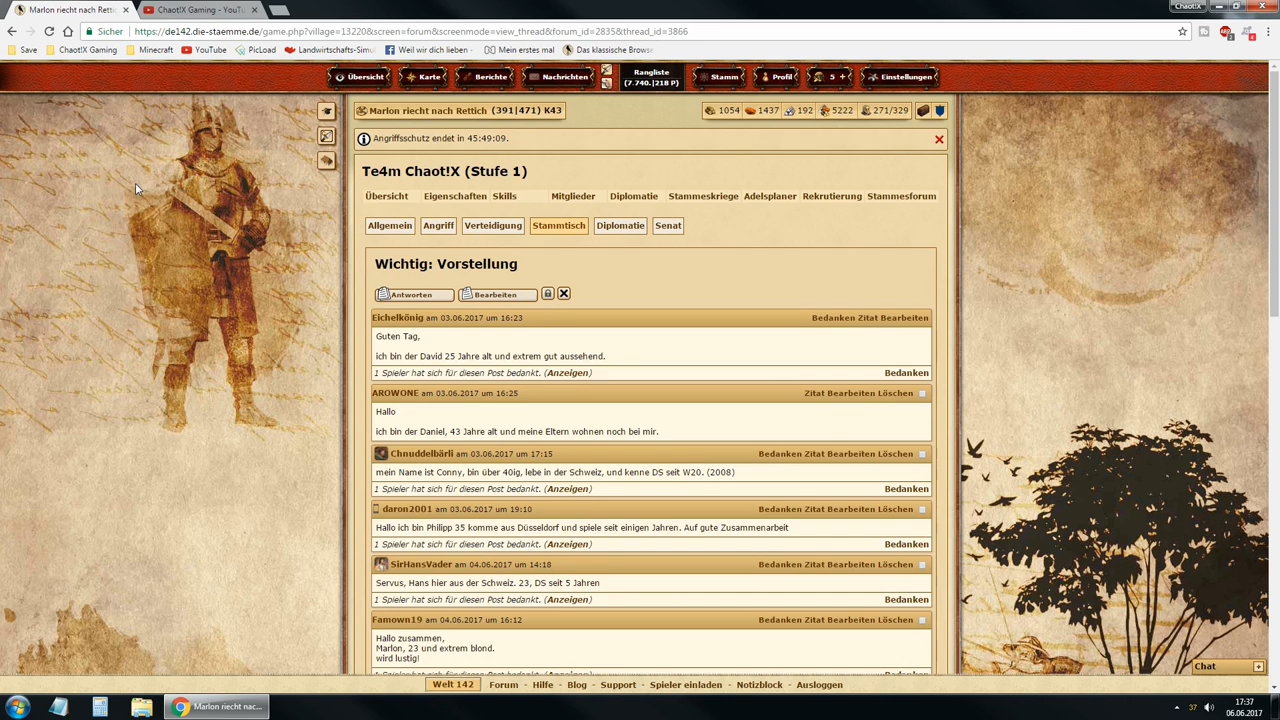 Marlon riecht nach Rett
Chaot!X Gaming - YouTu
Chaot!X
Sicher
https://de142.die-staemme.de/game.php?village=13220&screen=forum&screenmode=view_thread&forum_id=2835&thread_id=3866
Save Chaot!X Gaming Minecraft YouTube PicLoad Landwirtschafts-Simul Weil wir dich lieben - Mein erstes mal Das klassische Browse
Übersicht Karte Berichte Nachrichten Rangliste Stamm Profil 5 + Einstellungen
(7.740.|218 P)
Marlon riecht nach Rettich (391|471) K43 1054 1437 192 5222 271/329
Angriffsschutz endet in 45:49:09.
Te4m Chaot!X (Stufe 1)
Übersicht Eigenschaften Skills Mitglieder Diplomatie Stammeskriege Adelsplaner Rekrutierung Stammesforum
Allgemein Angriff Verteidigung Stammtisch Diplomatie Senat
Wichtig: Vorstellung
Antworten Bearbeiten
Eichelkönig am 03.06.2017 um 16:23 Bedanken Zitat Bearbeiten
Guten Tag,
ich bin der David 25 Jahre alt und extrem gut aussehend.
1 Spieler hat sich für diesen Post bedankt. (Anzeigen) Bedanken
AROWONE am 03.06.2017 um 16:25 Zitat Bearbeiten Löschen
Hallo
ich bin der Daniel, 43 Jahre alt und meine Eltern wohnen noch bei mir.
Chnuddelbärli am 03.06.2017 um 17:15 Bedanken Zitat Bearbeiten Löschen
mein Name ist Conny, bin über 40ig, lebe in der Schweiz, und kenne DS seit W20. (2008)
1 Spieler hat sich für diesen Post bedankt. (Anzeigen) Bedanken
daron2001 am 03.06.2017 um 19:10 Bedanken Zitat Bearbeiten Löschen
Hallo ich bin Philipp 35 komme aus Düsseldorf und spiele seit einigen Jahren. Auf gute Zusammenarbeit
1 Spieler hat sich für diesen Post bedankt. (Anzeigen) Bedanken
SirHansVader am 04.06.2017 um 14:18 Bedanken Zitat Bearbeiten Löschen
Servus, Hans hier aus der Schweiz. 23, DS seit 5 Jahren
1 Spieler hat sich für diesen Post bedankt. (Anzeigen) Bedanken
Famown19 am 04.06.2017 um 16:12 Bedanken Zitat Bearbeiten Löschen
Hallo zusammen,
Marlon, 23 und extrem blond.
wird lustig!
Chat
Welt 142 Forum - Hilfe - Blog - Support - Spieler einladen - Notizblock - Ausloggen
Marlon riecht nac...
37
17:37
06.06.2017